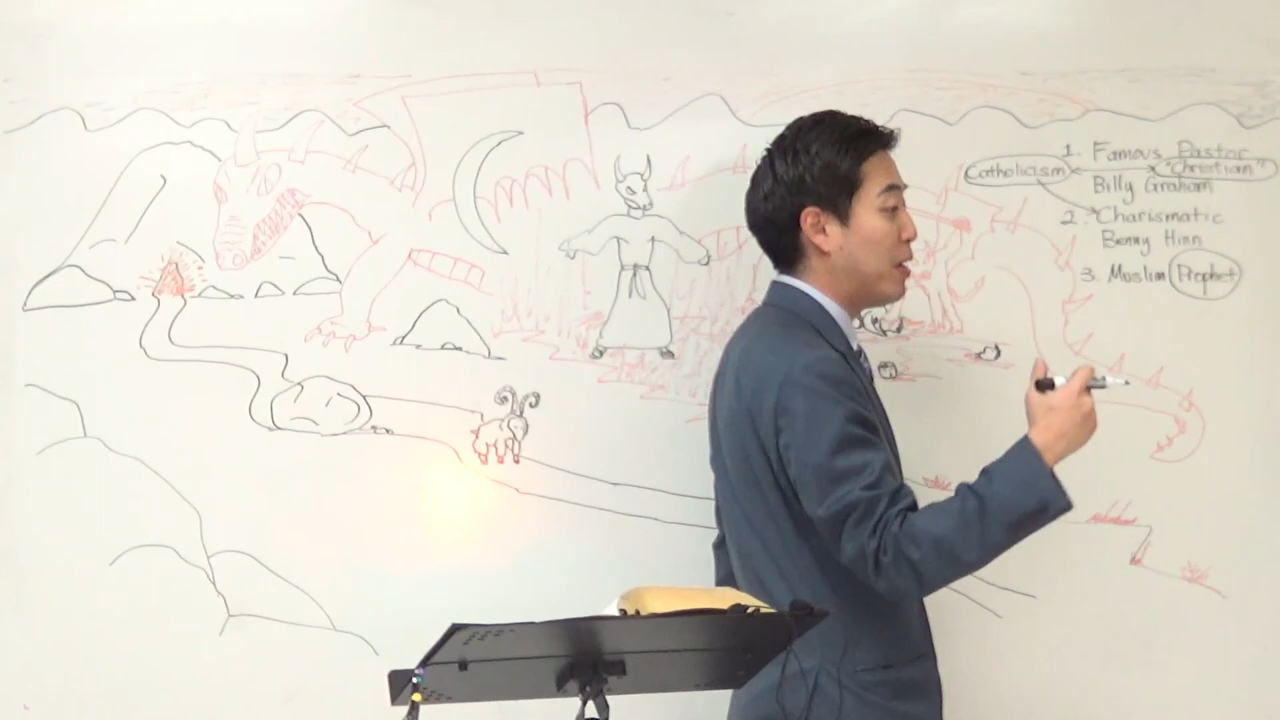 1. Famous Pastor
Catholicism "Christian"
Billy Graham
2. Charismatic
Benny Hinn
3. Muslim Prophet